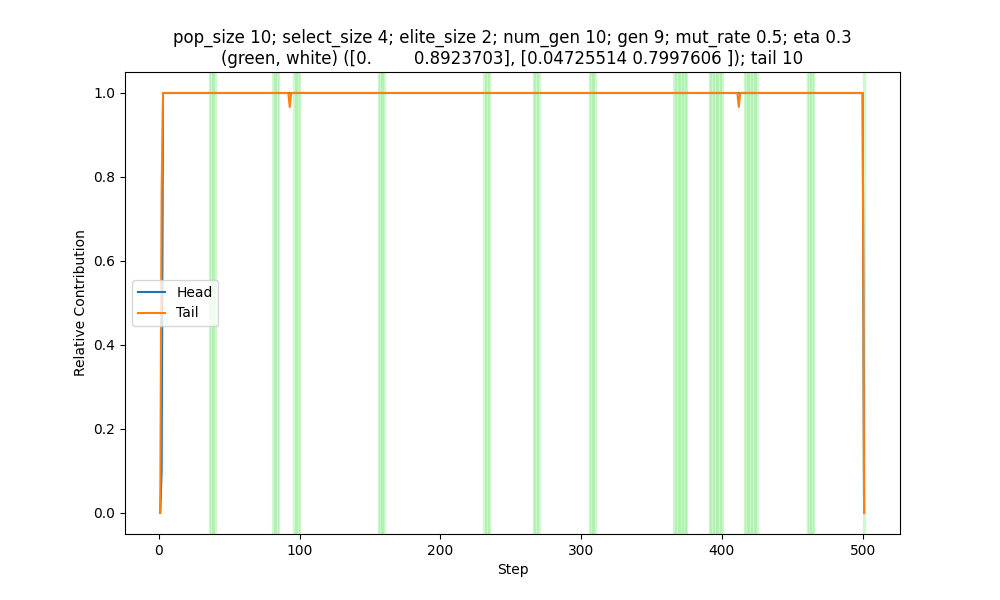 pop_size 10; select_size 4; elite_size 2; num_gen 10; gen 9; mut_rate 0.5; eta 0.3
(green, white) ([0.        0.8923703], [0.04725514 0.7997606 ]); tail 10
1.0
0.8
0.6
0.4
0.2
0.0
Relative Contribution
Head
Tail
0
100
200
300
400
500
Step